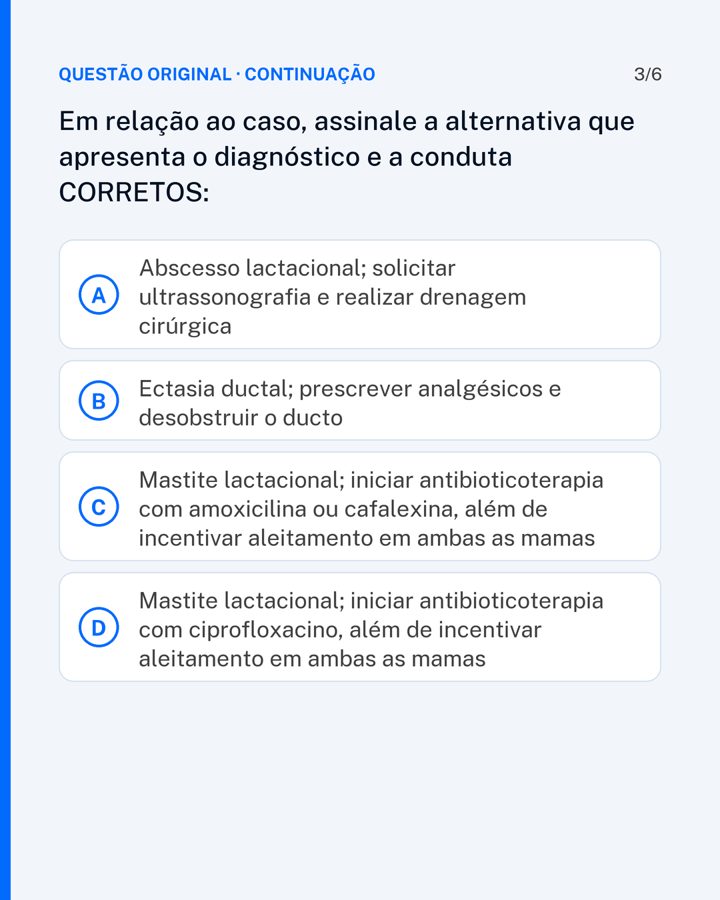 QUESTÃO ORIGINAL · CONTINUAÇÃO
3/6
Em relação ao caso, assinale a alternativa que
apresenta o diagnóstico e a conduta
CORRETOS:
A
Abscesso lactacional; solicitar
ultrassonografia e realizar drenagem
cirúrgica
B
Ectasia ductal; prescrever analgésicos e
desobstruir o ducto
C
Mastite lactacional; iniciar antibioticoterapia
com amoxicilina ou cafalexina, além de
incentivar aleitamento em ambas as mamas
D
Mastite lactacional; iniciar antibioticoterapia
com ciprofloxacino, além de incentivar
aleitamento em ambas as mamas